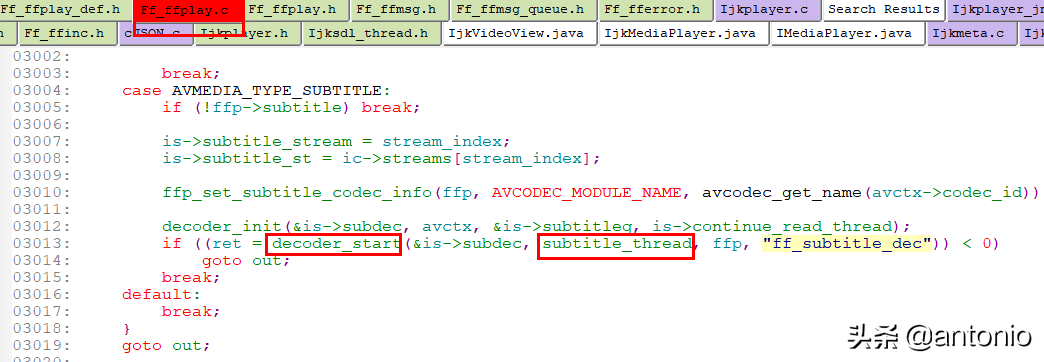 Ff_ffplay_def.h Ff_ffplay.c Ff_ffplay.h Ff_ffmsg.h Ff_ffmsg_queue.h Ff_fferror.h Ijkplayer.c Search Results Ijkplayer_jn
h Ff_ffinc.h cJSON.c Ijkplayer.h Ijksdl_thread.h IjkVideoView.java IjkMediaPlayer.java IMediaPlayer.java Ijkmeta.c Ijk
03002:
03003: break;
03004: case AVMEDIA_TYPE_SUBTITLE:
03005: if (!ffp->subtitle) break;
03006:
03007: is->subtitle_stream = stream_index;
03008: is->subtitle_st = ic->streams[stream_index];
03009:
03010: ffp_set_subtitle_codec_info(ffp, AVCODEC_MODULE_NAME, avcodec_get_name(avctx->codec_id))
03011:
03012: decoder_init(&is->subdec, avctx, &is->subtitleq, is->continue_read_thread);
03013: if ((ret = decoder_start(&is->subdec, subtitle_thread, ffp, "ff_subtitle_dec")) < 0)
03014: goto out;
03015: break;
03016: default:
03017: break;
03018: }
03019: goto out;
头条 @antonio